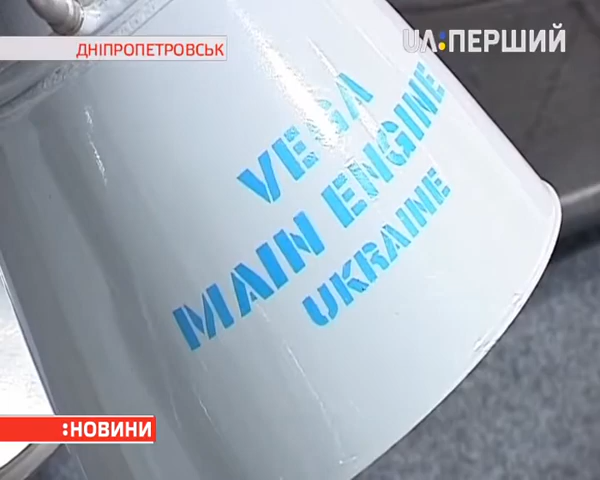 ДНІПРОПЕТРОВСЬК
UA:ПЕРШИЙ
VEGA
MAIN ENGINE
UKRAINE
:НОВИНИ